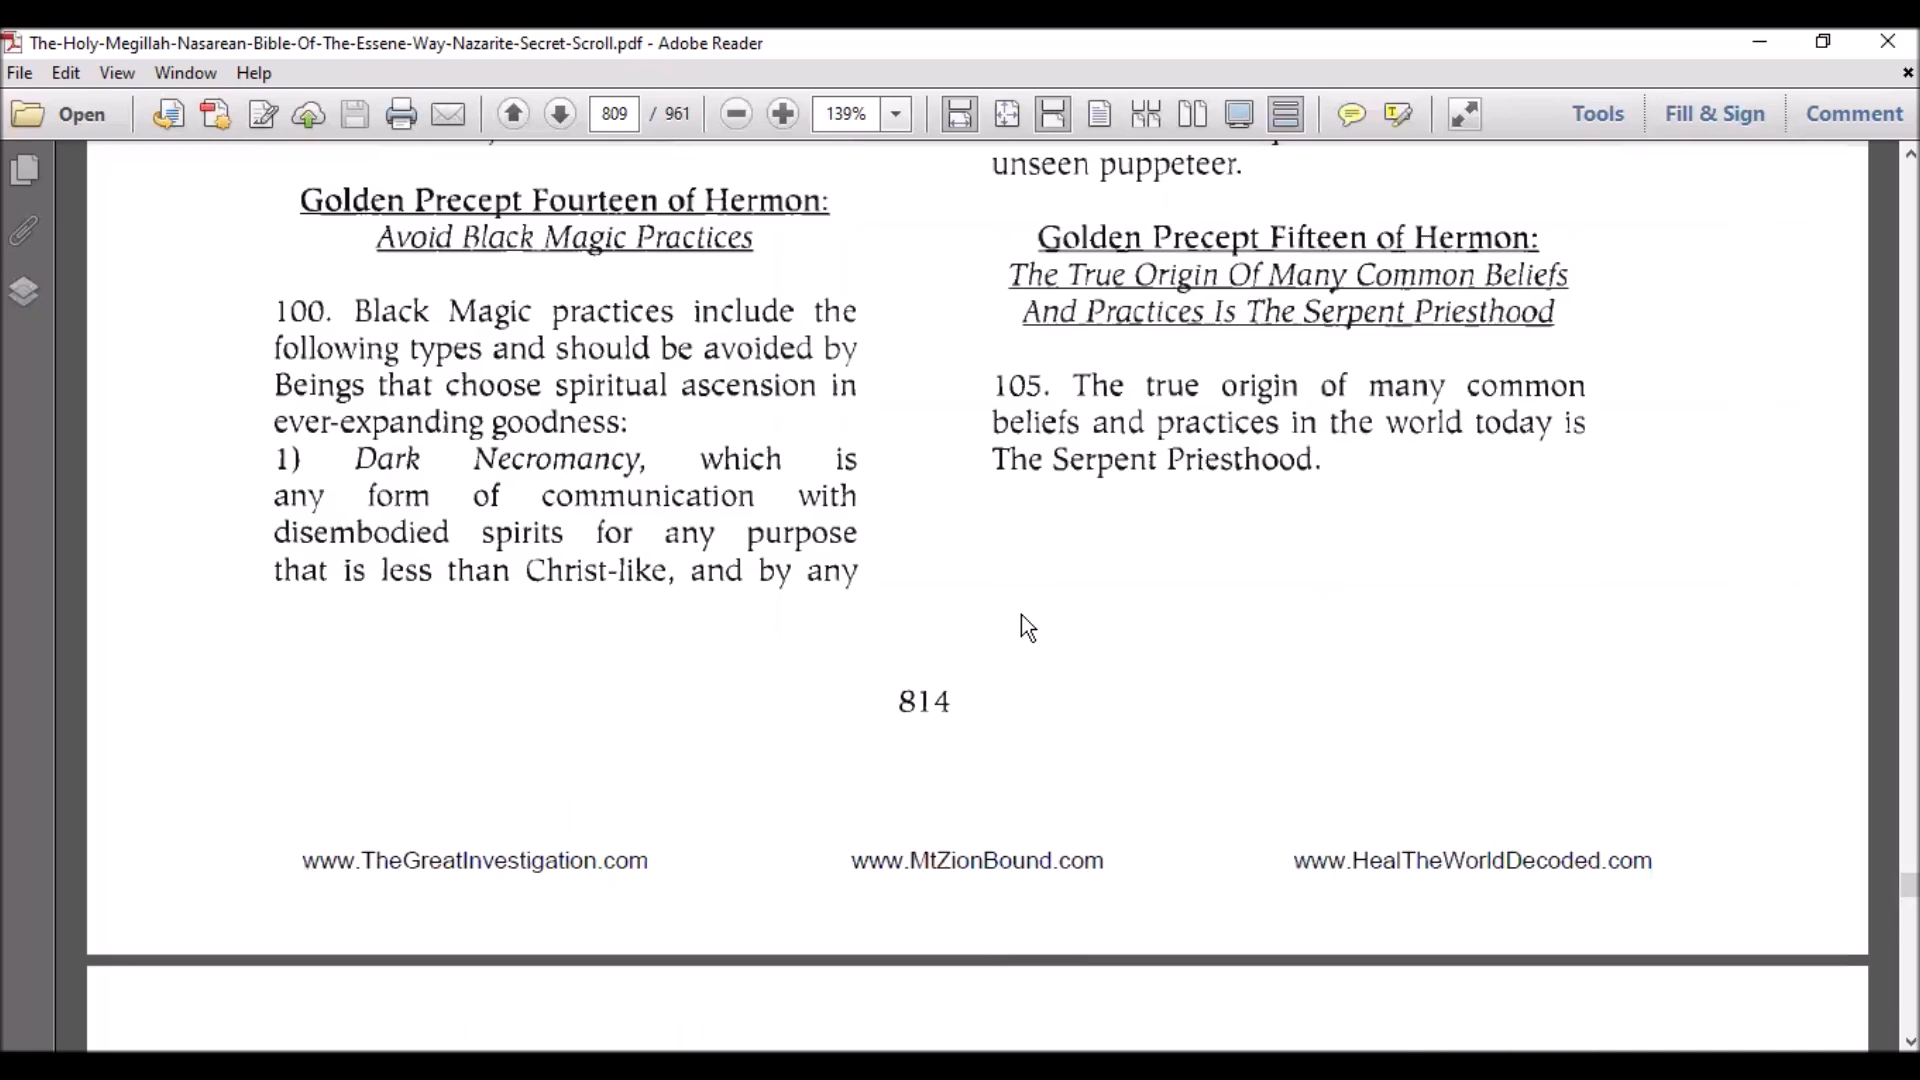 The-Holy-Megillah-Nasarean-Bible-Of-The-Essene-Way-Nazarite-Secret-Scroll.pdf - Adobe Reader
File Edit View Window Help
Open 809 / 961 139% Tools Fill & Sign Comment
Golden Precept Fourteen of Hermon:
Avoid Black Magic Practices
100. Black Magic practices include the
following types and should be avoided by
Beings that choose spiritual ascension in
ever-expanding goodness:
1) Dark Necromancy, which is
any form of communication with
disembodied spirits for any purpose
that is less than Christ-like, and by any
unseen puppeteer.
Golden Precept Fifteen of Hermon:
The True Origin Of Many Common Beliefs
And Practices Is The Serpent Priesthood
105. The true origin of many common
beliefs and practices in the world today is
The Serpent Priesthood.
814
www.TheGreatInvestigation.com www.MtZionBound.com www.HealTheWorldDecoded.com